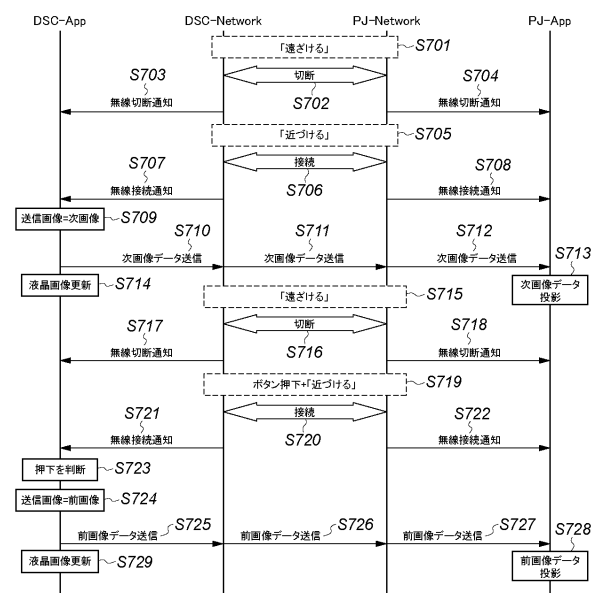 DSC-App DSC-Network PJ-Network PJ-App
「遠ざける」 S701
S703 切断 S704
無線切断通知 S702 無線切断通知
「近づける」 S705
S707 接続 S708
無線接続通知 S706 無線接続通知
送信画像=次画像 S709
S710 S711 S712
次画像データ送信 次画像データ送信 次画像データ送信 S713
液晶画像更新 S714 次画像データ
投影
「遠ざける」 S715
S717 切断 S718
無線切断通知 S716 無線切断通知
ボタン押下+「近づける」 S719
S721 接続 S722
無線接続通知 S720 無線接続通知
押下を判断 S723
送信画像=前画像 S724
前画像データ送信 S725 前画像データ送信 S726 前画像データ送信 S727 S728
液晶画像更新 S729 前画像データ
投影